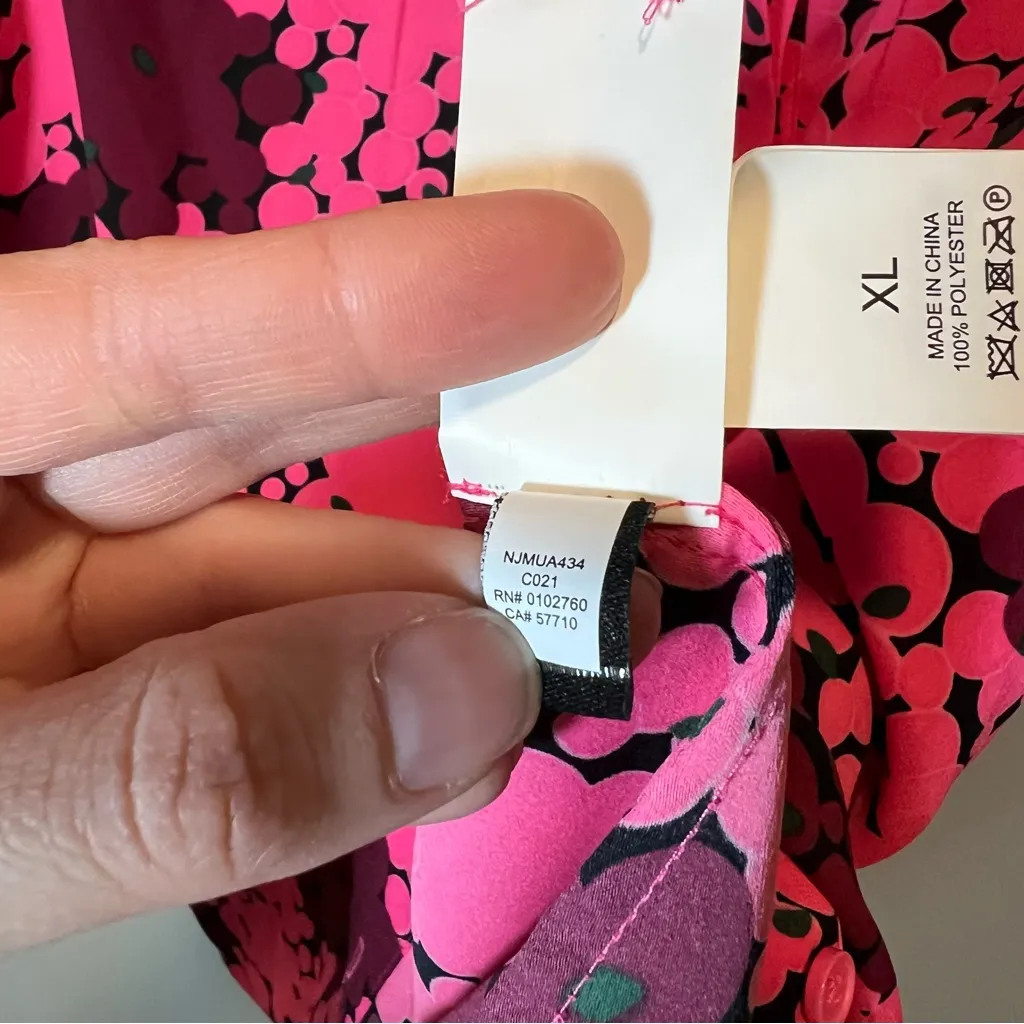 NJMUA434
C021
RN# 0102760
CA# 57710
XL
MADE IN CHINA
100% POLYESTER
P